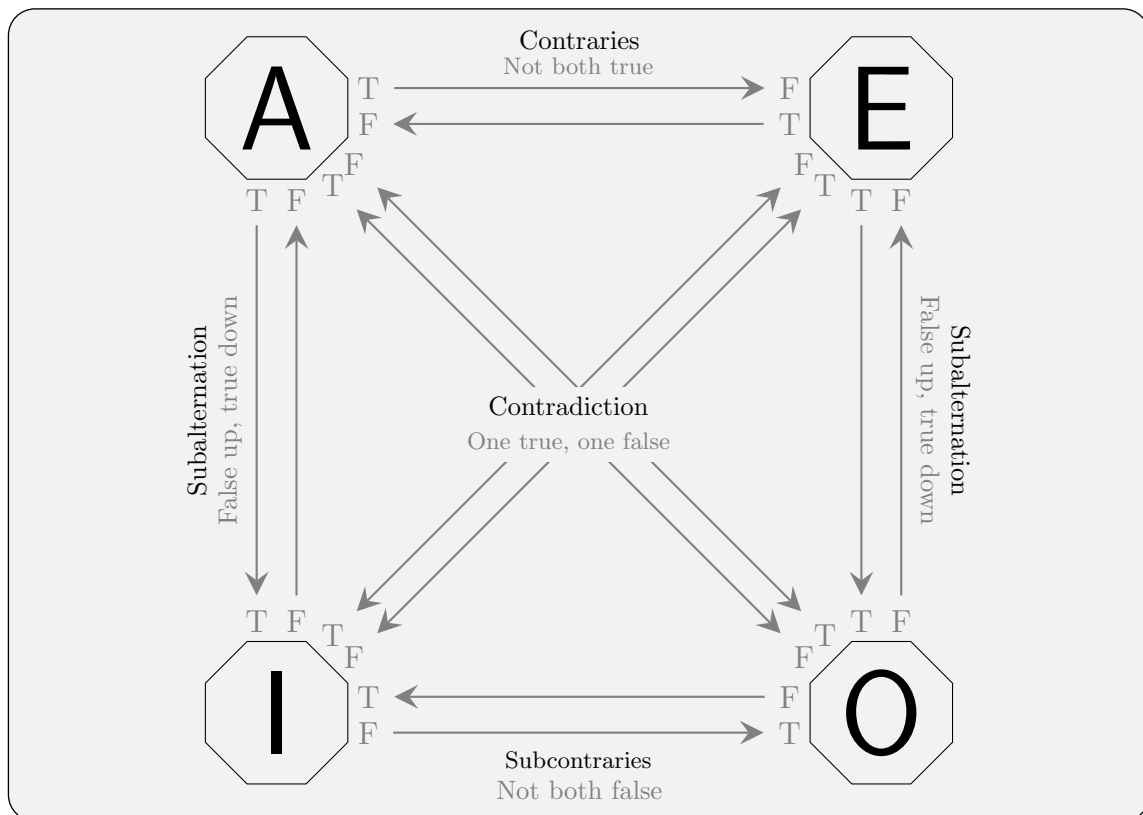 Contraries
Not both true
A
T
F
F
T
T
F
F
T
E
F
T
T
F
Subalternation
False up, true down
Contradiction
One true, one false
Subalternation
False up, true down
T
F
T
F
I
T
F
T
F
T
F
F
T
O
Subcontraries
Not both false